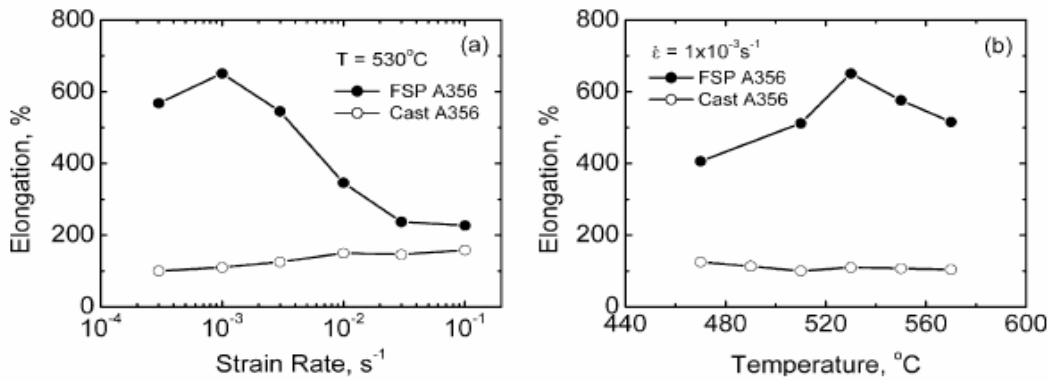 800
600
400
200
0
Elongation, %
(a)
T = 530°C
FSP A356
Cast A356
10⁻⁴
10⁻³
10⁻²
10⁻¹
Strain Rate, s⁻¹
800
600
400
200
0
Elongation, %
(b)
ε̇ = 1x10⁻³s⁻¹
FSP A356
Cast A356
440
480
520
560
600
Temperature, °C